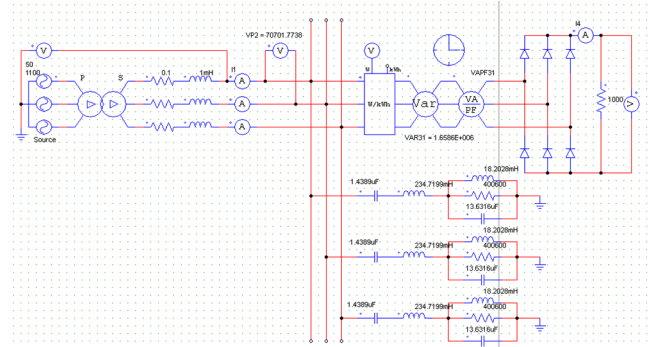 I4
VP2 = 70701.7738
V
V
V
A
S0
1100
P
S
0.1
1mH
I1
A
W
kWh
VAPF31
W/kWh
Var
VA
PF
1000
V
A
A
Source
VAR31 = 1.6586E+006
18.2028mH
1.4389uF
234.7199mH
400600
13.6316uF
18.2028mH
1.4389uF
234.7199mH
400600
13.6316uF
18.2028mH
1.4389uF
234.7199mH
400600
13.6316uF